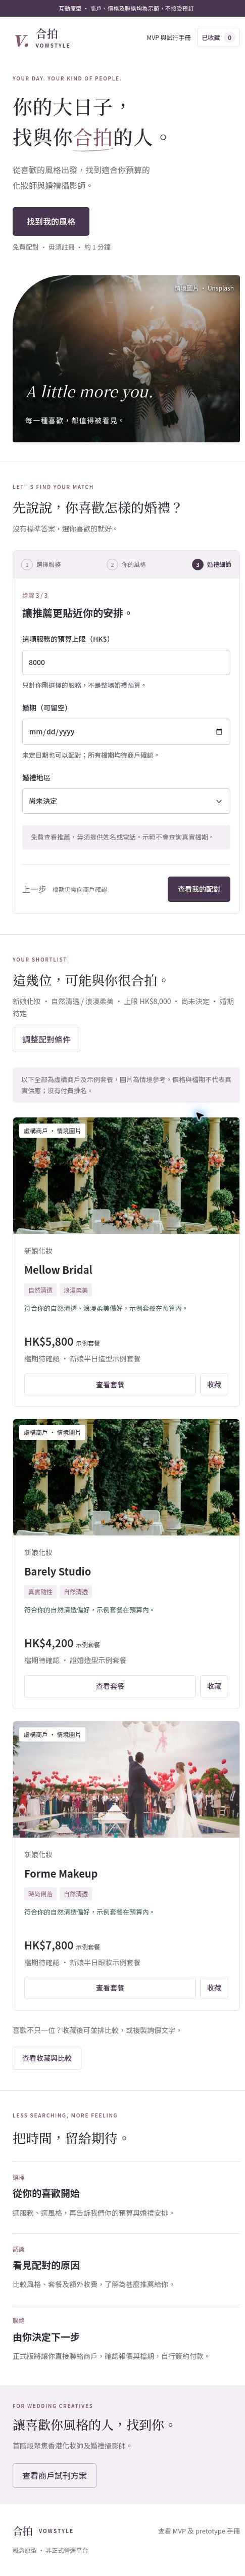 互動原型 · 商戶、價格及聯絡均為示範，不接受預訂
V.
合拍
VOWSTYLE
MVP 與試行手冊
已收藏 0
YOUR DAY. YOUR KIND OF PEOPLE.
你的大日子，
找與你合拍的人。
從喜歡的風格出發，找到適合你預算的
化妝師與婚禮攝影師。
找到我的風格
免費配對 · 毋須註冊 · 約 1 分鐘
情境圖片 · Unsplash
A little more you.
每一種喜歡，都值得被看見。
LET'S FIND YOUR MATCH
先說說，你喜歡怎樣的婚禮？
沒有標準答案，選你喜歡的就好。
1 選擇服務
2 你的風格
3 婚禮細節
步驟 3 / 3
讓推薦更貼近你的安排。
這項服務的預算上限（HK$）
8000
只計你剛選擇的服務，不是整場婚禮預算。
婚期（可留空）
mm/dd/yyyy
未定日期也可以配對；所有檔期均待商戶確認。
婚禮地區
尚未決定
免費查看推薦，毋須提供姓名或電話。示範不會查詢真實檔期。
上一步
檔期仍需向商戶確認
查看我的配對
YOUR SHORTLIST
這幾位，可能與你很合拍。
新娘化妝 · 自然清透 / 浪漫柔美 · 上限 HK$8,000 · 尚未決定 · 婚期
待定
調整配對條件
以下全部為虛構商戶及示例套餐，圖片為情境參考。價格與檔期不代表真
實供應；沒有付費排名。
虛構商戶 · 情境圖片
新娘化妝
Mellow Bridal
自然清透 浪漫柔美
符合你的自然清透、浪漫柔美偏好，示例套餐在預算內。
HK$5,800 示例套餐
檔期待確認 · 新娘半日造型示例套餐
查看套餐
收藏
虛構商戶 · 情境圖片
新娘化妝
Barely Studio
真實隨性 自然清透
符合你的自然清透偏好，示例套餐在預算內。
HK$4,200 示例套餐
檔期待確認 · 證婚造型示例套餐
查看套餐
收藏
虛構商戶 · 情境圖片
新娘化妝
Forme Makeup
時尚俐落 自然清透
符合你的自然清透偏好，示例套餐在預算內。
HK$7,800 示例套餐
檔期待確認 · 新娘半日跟妝示例套餐
查看套餐
收藏
喜歡不只一位？收藏後可並排比較，或複製詢價文字。
查看收藏與比較
LESS SEARCHING, MORE FEELING
把時間，留給期待。
選擇
從你的喜歡開始
選服務、選風格，再告訴我們你的預算與婚禮安排。
認識
看見配對的原因
比較風格、套餐及額外收費，了解為甚麼推薦給你。
聯絡
由你決定下一步
正式版將讓你直接聯絡商戶，確認報價與檔期、自行簽約付款。
FOR WEDDING CREATIVES
讓喜歡你風格的人，找到你。
首階段聚焦香港化妝師及婚禮攝影師。
查看商戶試刊方案
合拍 VOWSTYLE
查看 MVP 及 pretotype 手冊
概念原型 · 非正式營運平台